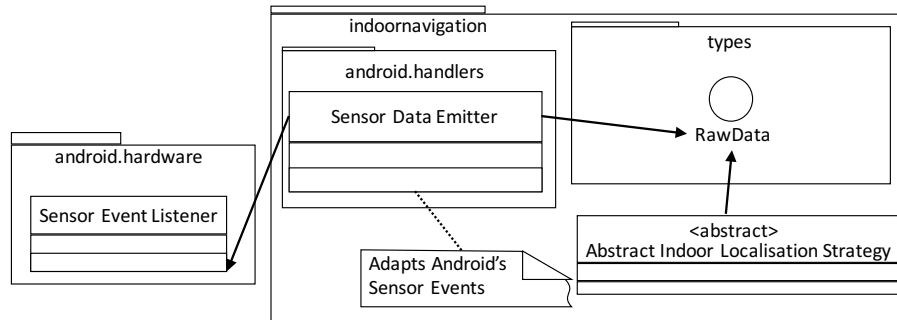 indoornavigation
android.handlers
types
Sensor Data Emitter
RawData
android.hardware
Sensor Event Listener
<abstract>
Abstract Indoor Localisation Strategy
Adapts Android’s
Sensor Events